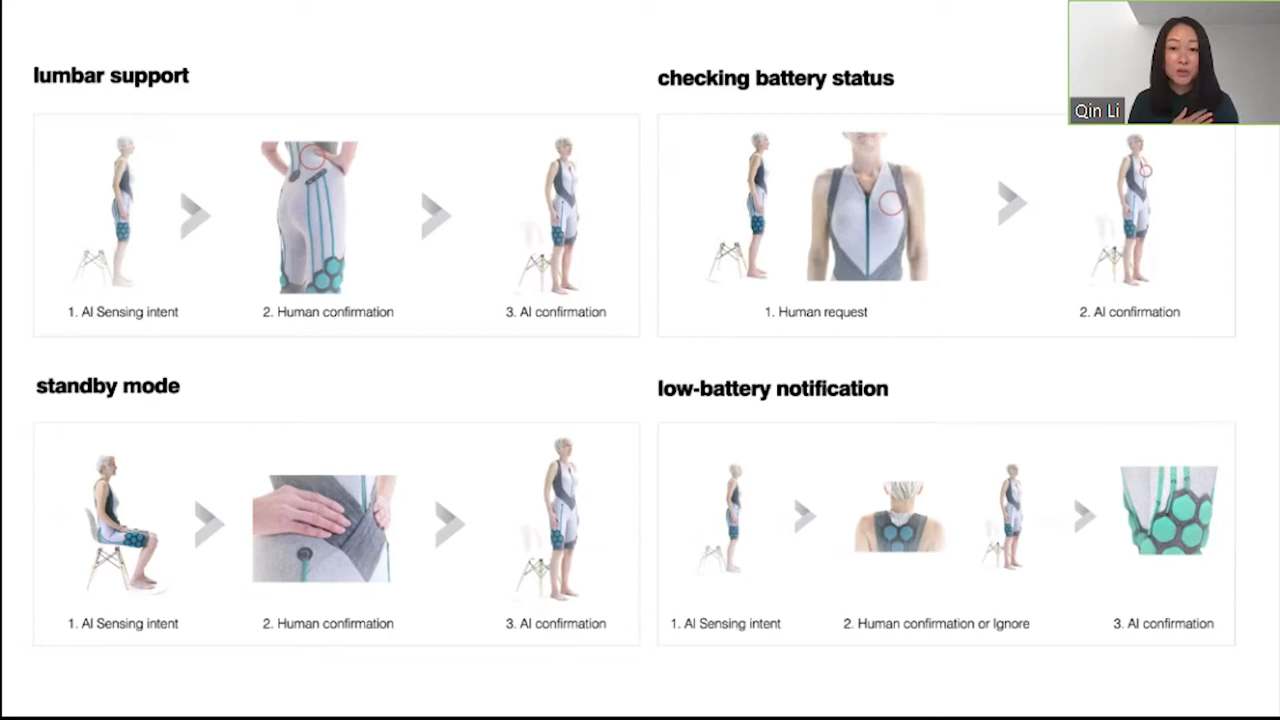 lumbar support
1. AI Sensing intent
2. Human confirmation
3. AI confirmation
checking battery status
1. Human request
2. AI confirmation
Qin Li
standby mode
1. AI Sensing intent
2. Human confirmation
3. AI confirmation
low-battery notification
1. AI Sensing intent
2. Human confirmation or Ignore
3. AI confirmation